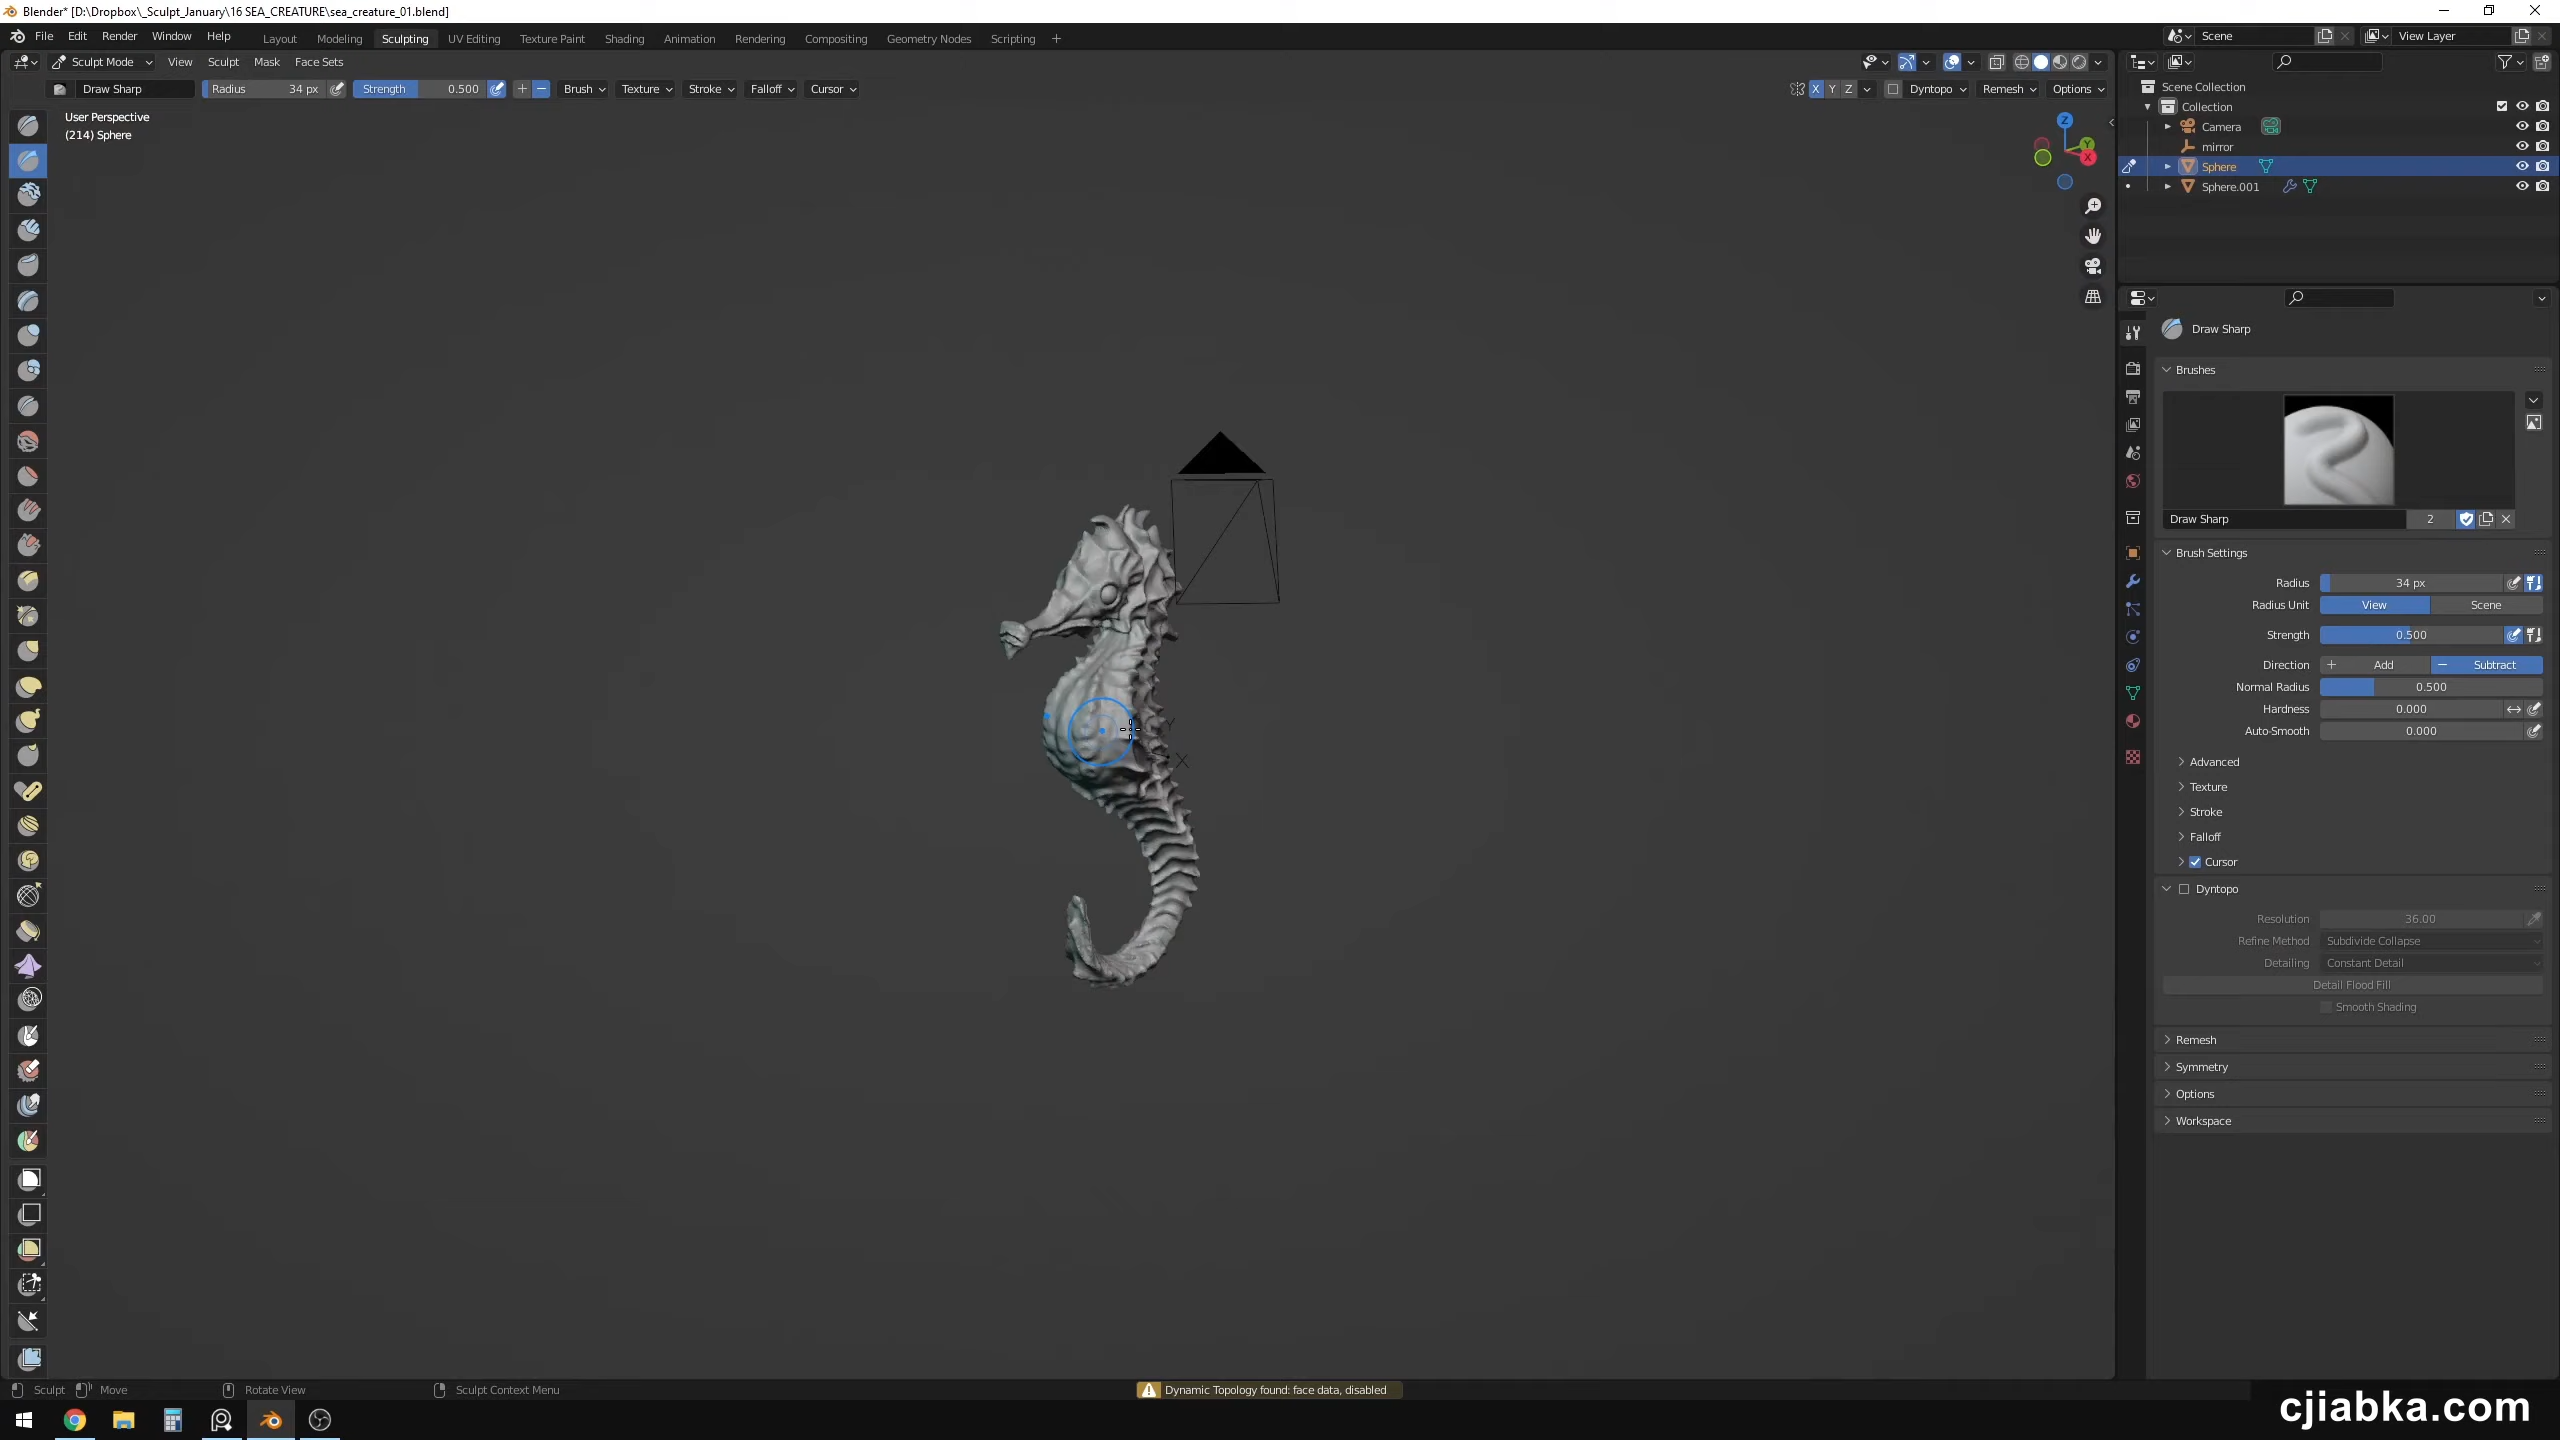 Blender* [D:\Dropbox\_Sculpt_January\16 SEA_CREATURE\sea_creature_01.blend]
File Edit Render Window Help Layout Modeling Sculpting UV Editing Texture Paint Shading Animation Rendering Compositing Geometry Nodes Scripting + Scene View Layer
Sculpt Mode View Sculpt Mask Face Sets
Draw Sharp Radius 34 px Strength 0.500 + − Brush Texture Stroke Falloff Cursor X Y Z Dyntopo Remesh Options
User Perspective
(214) Sphere
Z
Y
X
Y
X
Scene Collection
Collection
Camera
mirror
Sphere
Sphere.001
Draw Sharp
Brushes
Draw Sharp 2
Brush Settings
Radius 34 px
Radius Unit View Scene
Strength 0.500
Direction + Add − Subtract
Normal Radius 0.500
Hardness 0.000
Auto-Smooth 0.000
Advanced
Texture
Stroke
Falloff
Cursor
Dyntopo
Resolution 36.00
Refine Method Subdivide Collapse
Detailing Constant Detail
Detail Flood Fill
Smooth Shading
Remesh
Symmetry
Options
Workspace
Sculpt Move Rotate View Sculpt Context Menu Dynamic Topology found: face data, disabled
cjiabka.com